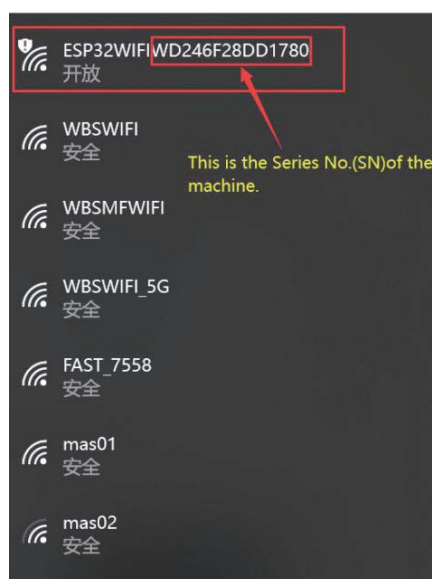 ESP32WIFIWD246F28DD1780
开放
WBSWIFI
安全
This is the Series No.(SN)of the
machine.
WBSMFWIFI
安全
WBSWIFI_5G
安全
FAST_7558
安全
mas01
安全
mas02
安全